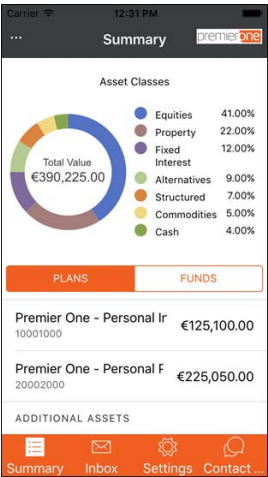 Carrier 12:31 PM
... Summary premierone
Asset Classes
Total Value
€390,225.00
Equities 41.00%
Property 22.00%
Fixed Interest 12.00%
Alternatives 9.00%
Structured 7.00%
Commodities 5.00%
Cash 4.00%
PLANS FUNDS
Premier One - Personal Ir €125,100.00
10001000
Premier One - Personal F €225,050.00
20002000
ADDITIONAL ASSETS
Summary Inbox Settings Contact ...